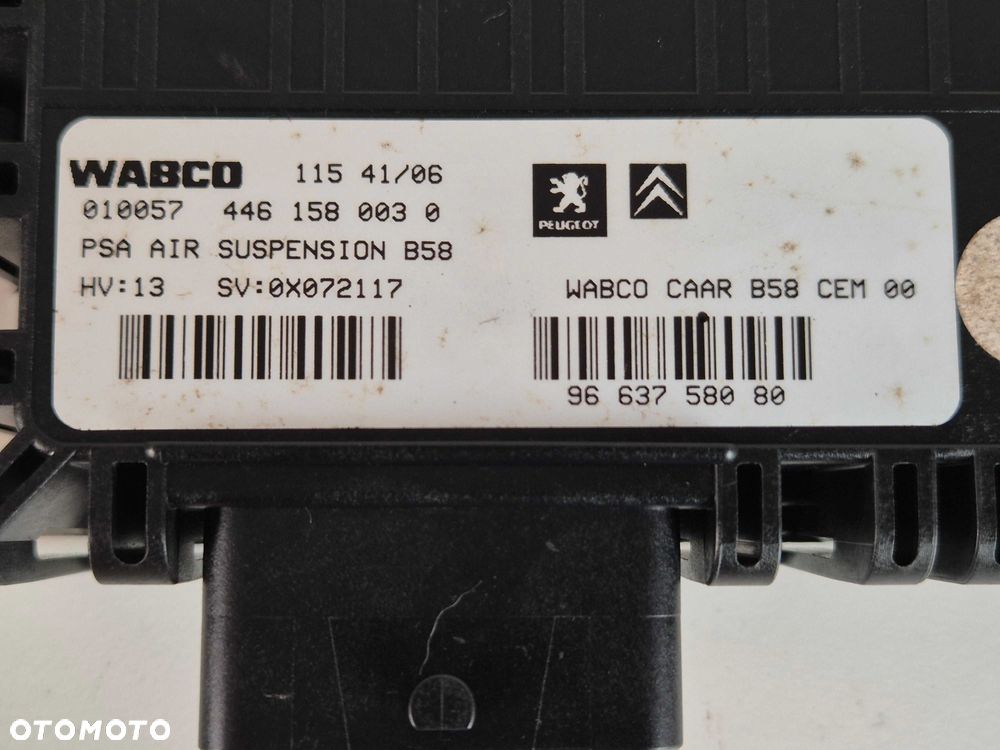 WABCO 115 41/06
010057 446 158 003 0
PSA AIR SUSPENSION B58
HV:13 SV:0X072117
PEUGEOT
WABCO CAAR B58 CEM 00
96 637 580 80
OTOMOTO